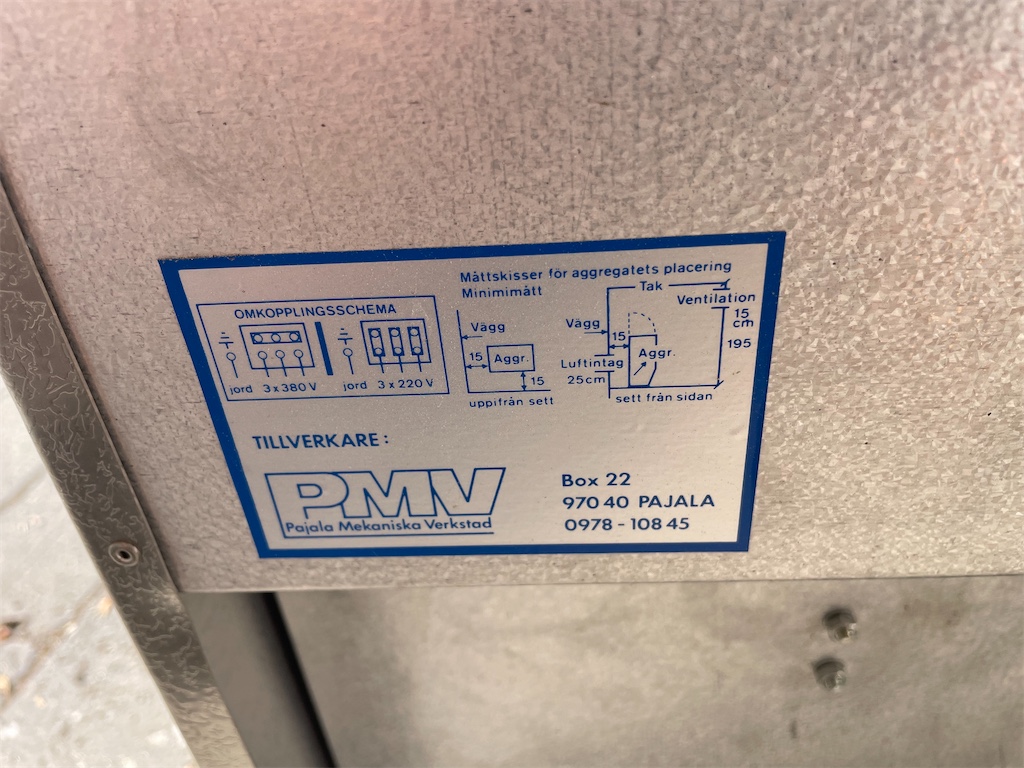 OMKOPPLINGSSCHEMA
jord 3 x 380 V jord 3 x 220 V
Måttskisser för aggregatets placering
Minimimått
Vägg
15
Aggr.
15
uppifrån sett
Tak
Ventilation
15
cm
195
Vägg
15
Aggr.
Luftintag
25cm
sett från sidan
TILLVERKARE:
PMV
Pajala Mekaniska Verkstad
Box 22
970 40 PAJALA
0978 - 108 45